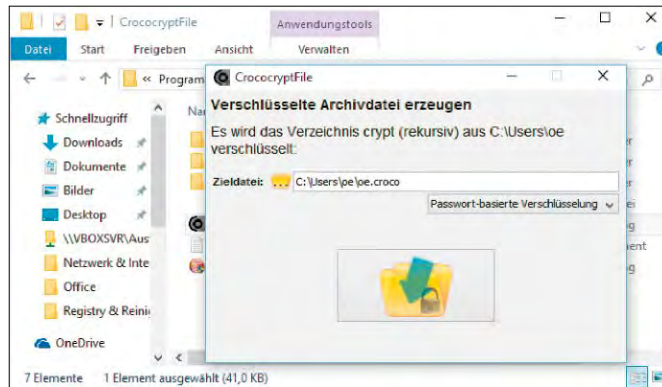 CrococryptFile
Anwendungstools
Datei Start Freigeben Ansicht Verwalten
« Program
CrococryptFile
Verschlüsselte Archivdatei erzeugen
Es wird das Verzeichnis crypt (rekursiv) aus C:\Users\oe
verschlüsselt:
Zieldatei: ... C:\Users\oe\oe.croco
Passwort-basierte Verschlüsselung
Schnellzugriff
Downloads
Dokumente
Bilder
Desktop
\\VBOXSVR\Aus
Netzwerk & Inte
Office
Registry & Reini
OneDrive
7 Elemente 1 Element ausgewählt (41,0 KB)